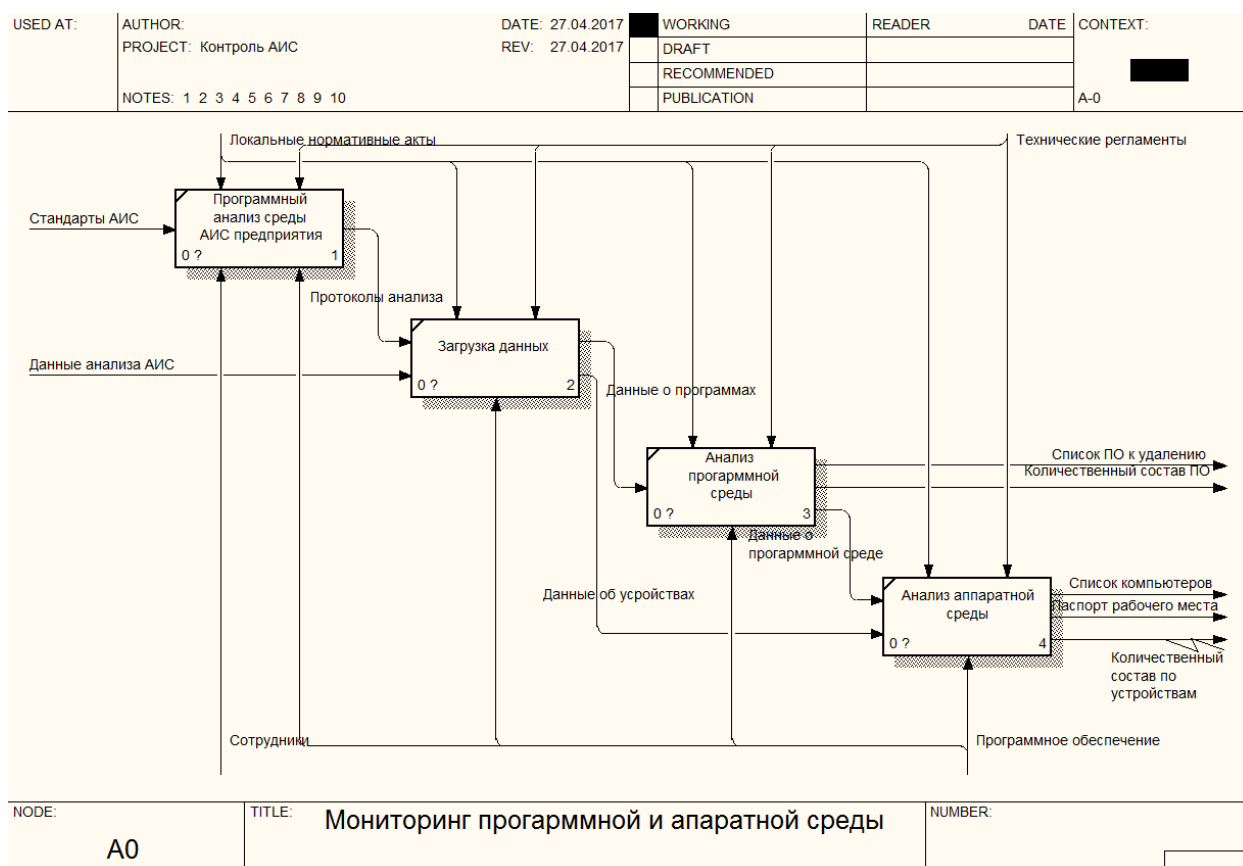 USED AT:
AUTHOR:
DATE: 27.04.2017
WORKING
READER
DATE
CONTEXT:
PROJECT: Контроль АИС
REV: 27.04.2017
DRAFT
RECOMMENDED
NOTES: 1 2 3 4 5 6 7 8 9 10
PUBLICATION
A-0
Локальные нормативные акты
Технические регламенты
Программный
анализ среды
АИС предприятия
0 ?
1
Стандарты АИС
Протоколы анализа
Загрузка данных
0 ?
2
Данные анализа АИС
Данные о программах
Анализ
прогарммной
среды
0 ?
3
Список ПО к удалению
Количественный состав ПО
Данные о
прогарммной среде
Данные об усройствах
Анализ аппаратной
среды
0 ?
4
Список компьютеров
Паспорт рабочего места
Количественный
состав по
устройствам
Сотрудники
Программное обеспечение
NODE:
A0
TITLE:
Мониторинг прогарммной и апаратной среды
NUMBER: